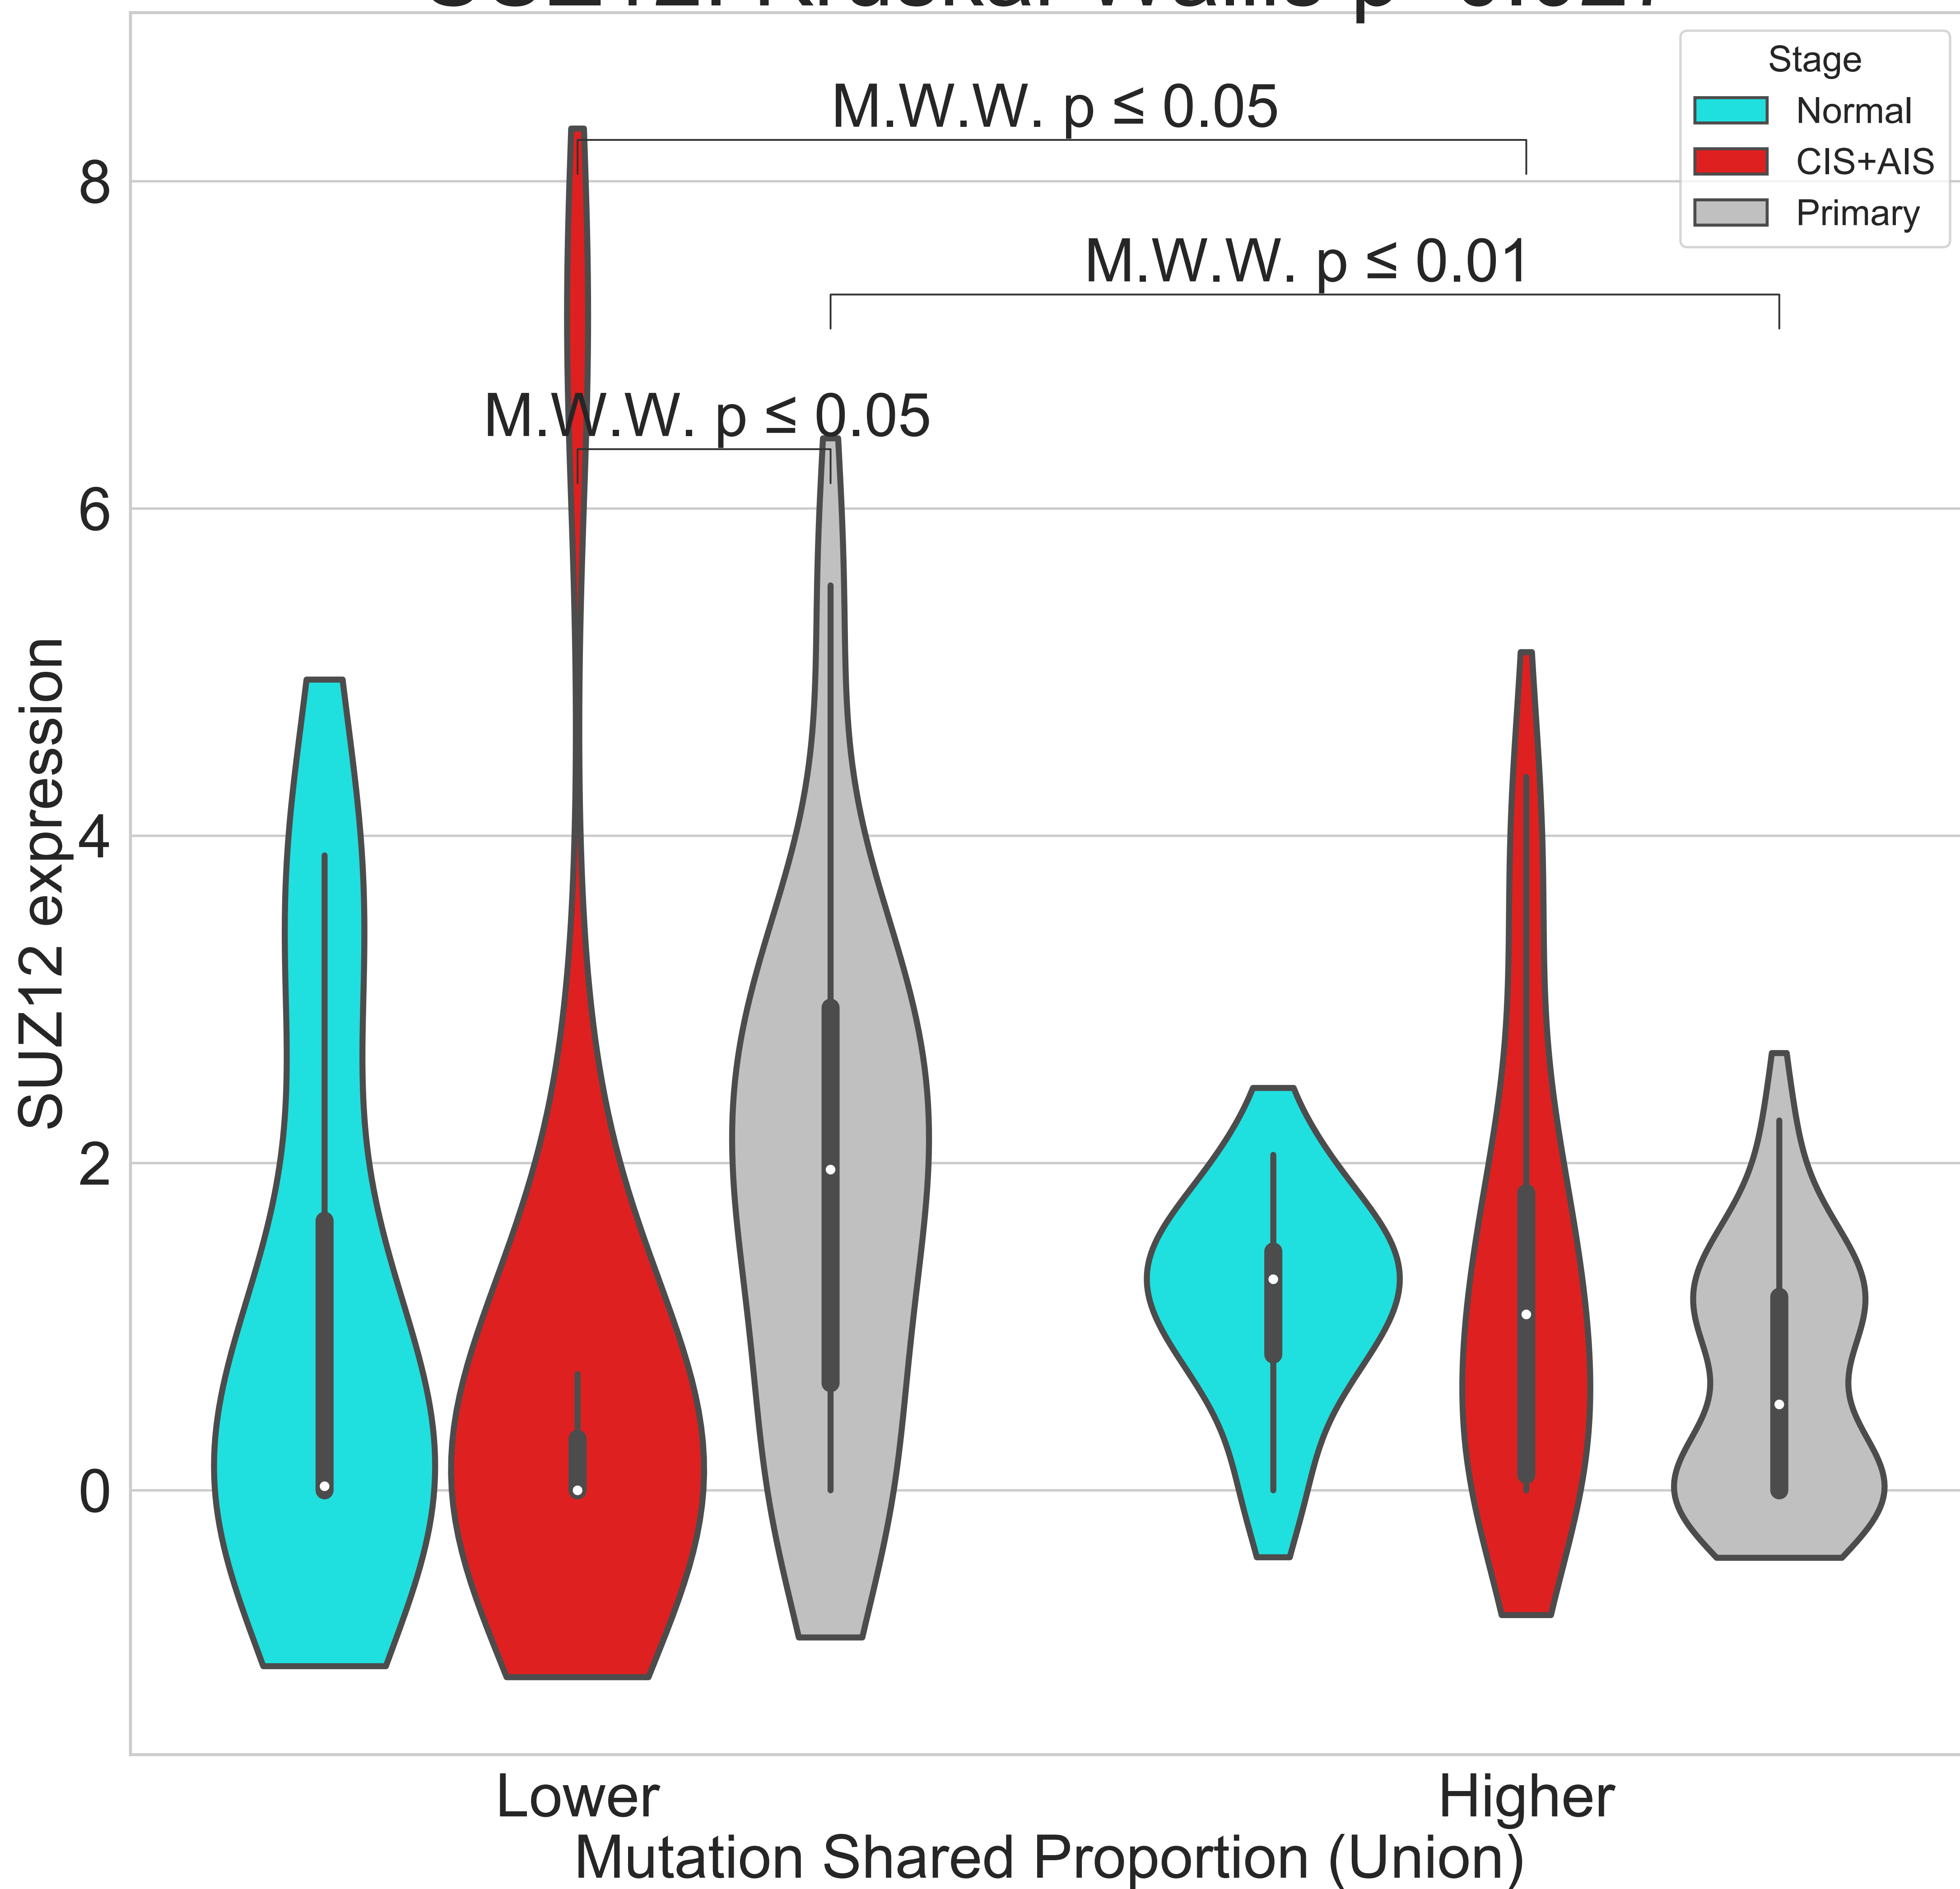 M.W.W. p ≤ 0.05
M.W.W. p ≤ 0.01
M.W.W. p ≤ 0.05
Stage
Normal
CIS+AIS
Primary
8
6
4
2
0
SUZ12 expression
Lower
Higher
Mutation Shared Proportion (Union)